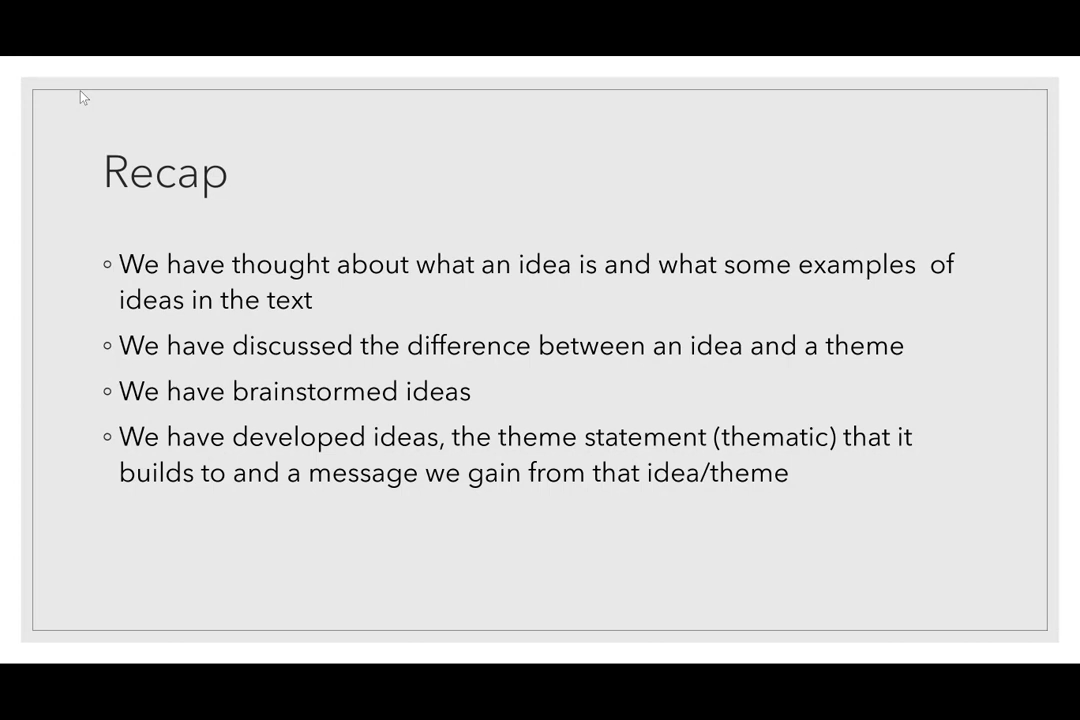 Recap
◦ We have thought about what an idea is and what some examples  of
ideas in the text
◦ We have discussed the difference between an idea and a theme
◦ We have brainstormed ideas
◦ We have developed ideas, the theme statement (thematic) that it
builds to and a message we gain from that idea/theme